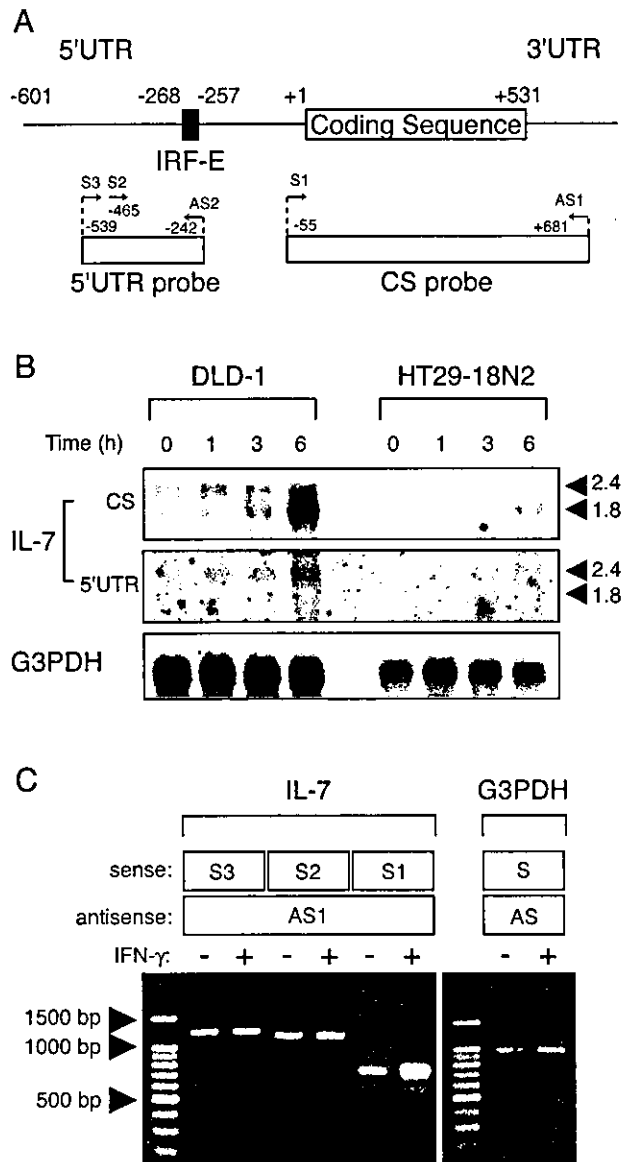 A
5'UTR 3'UTR
-601 -268 -257 +1 +531
Coding Sequence
IRF-E
S3 S2 S1
-465 AS2 AS1
-539 -242 -55 +681
5'UTR probe CS probe
B
DLD-1 HT29-18N2
Time (h) 0 1 3 6 0 1 3 6
CS 2.4
1.8
IL-7
5'UTR 2.4
1.8
G3PDH
C
IL-7 G3PDH
sense: S3 S2 S1 S
antisense: AS1 AS
IFN-γ: - + - + - + - +
1500 bp
1000 bp
500 bp